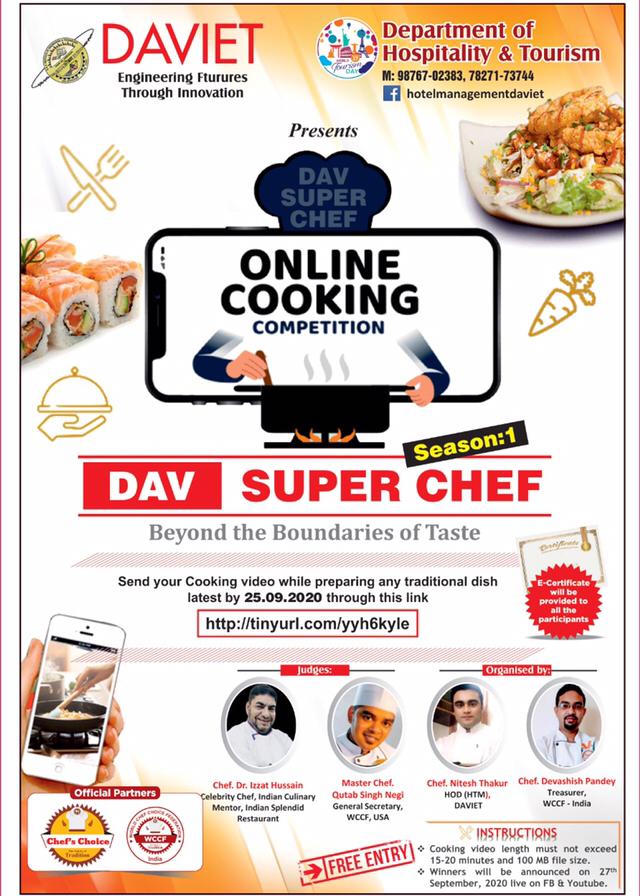 DAVIET
Engineering Fturures
Through Innovation
Department of
Hospitality & Tourism
M: 98767-02383, 78271-73744
hotelmanagementdaviet
Presents
DAV
SUPER
CHEF
ONLINE
COOKING
COMPETITION
Season:1
DAV SUPER CHEF
Beyond the Boundaries of Taste
Certificate
E-Certificate
will be
provided to
all the
participants
Send your Cooking video while preparing any traditional dish
latest by 25.09.2020 through this link
http://tinyurl.com/yyh6kyle
Judges:
Organised by:
Chef. Dr. Izzat Hussain
Celebrity Chef, Indian Culinary
Mentor, Indian Splendid
Restaurant
Master Chef.
Qutab Singh Negi
General Secretary,
WCCF, USA
Chef. Nitesh Thakur
HOD (HTM),
DAVIET
Chef. Devashish Pandey
Treasurer,
WCCF - India
Official Partners
Chef's Choice
Tradition
WCCF
India
FREE ENTRY
INSTRUCTIONS
Cooking video length must not exceed
15-20 minutes and 100 MB file size.
Winners will be announced on 27th
September, 2020 live on FB & Youtube.